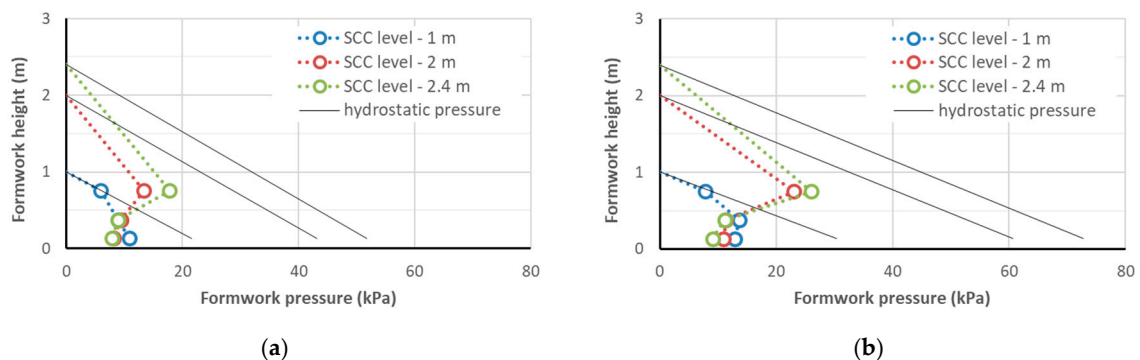 3
2
1
0
Formwork height (m)
SCC level - 1 m
SCC level - 2 m
SCC level - 2.4 m
hydrostatic pressure
0 20 40 60 80
Formwork pressure (kPa)
(a)
3
2
1
0
Formwork height (m)
SCC level - 1 m
SCC level - 2 m
SCC level - 2.4 m
hydrostatic pressure
0 20 40 60 80
Formwork pressure (kPa)
(b)